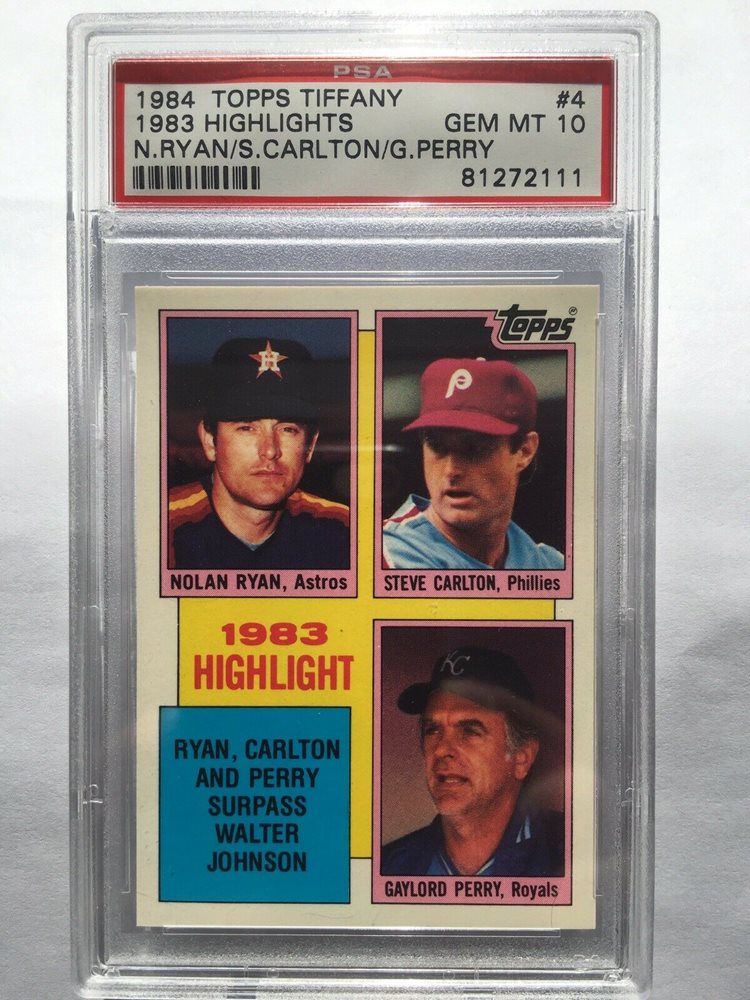 PSA
1984 TOPPS TIFFANY #4
1983 HIGHLIGHTS GEM MT 10
N.RYAN/S.CARLTON/G.PERRY
81272111
TOPPS
H
P
NOLAN RYAN, Astros
STEVE CARLTON, Phillies
1983
HIGHLIGHT
KC
RYAN, CARLTON
AND PERRY
SURPASS
WALTER
JOHNSON
GAYLORD PERRY, Royals